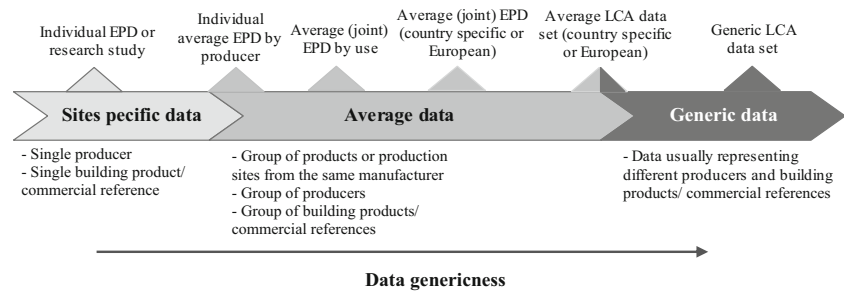 Individual EPD or
research study
Individual
average EPD by
producer
Average (joint)
EPD by use
Average (joint) EPD
(country specific or
European)
Average LCA data
set (country specific
or European)
Generic LCA
data set
Sites pecific data
Average data
Generic data
- Single producer
- Single building product/
commercial reference
- Group of products or production
sites from the same manufacturer
- Group of producers
- Group of building products/
commercial references
- Data usually representing
different producers and building
products/ commercial references
Data genericness